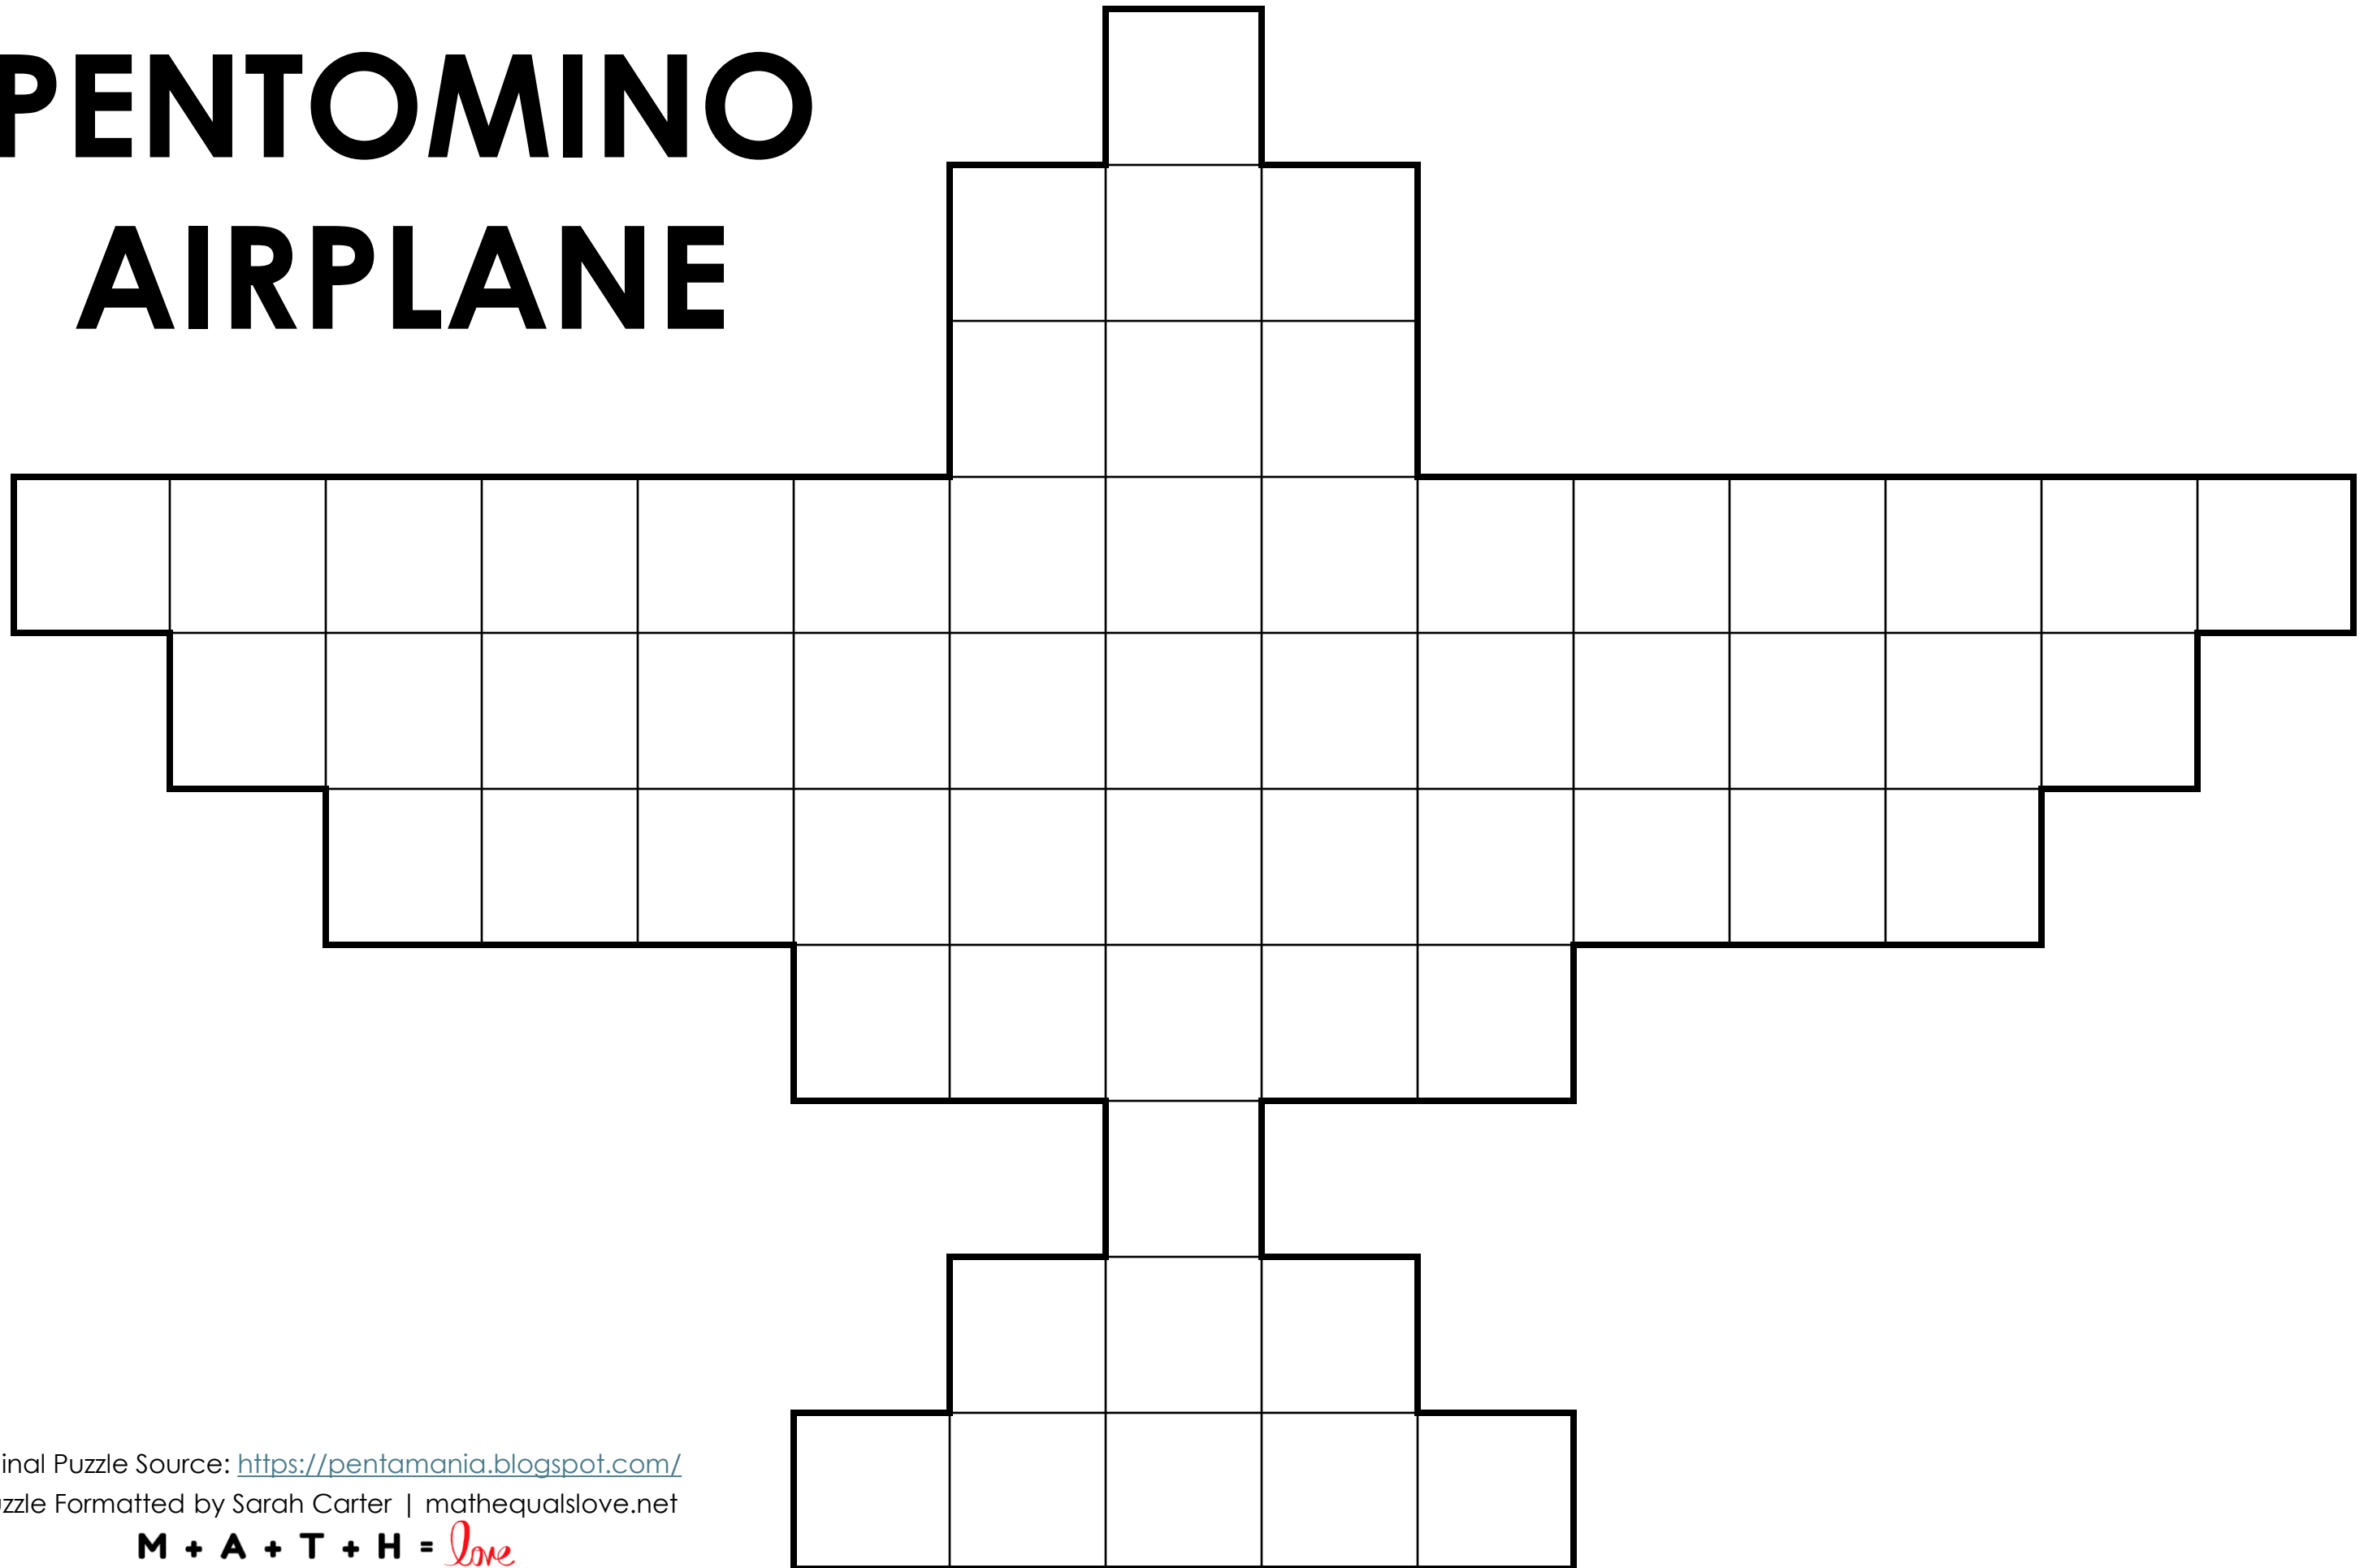 PENTOMINO
AIRPLANE
inal Puzzle Source: https://pentamania.blogspot.com/
zzle Formatted by Sarah Carter | mathequalslove.net
M + A + T + H = love